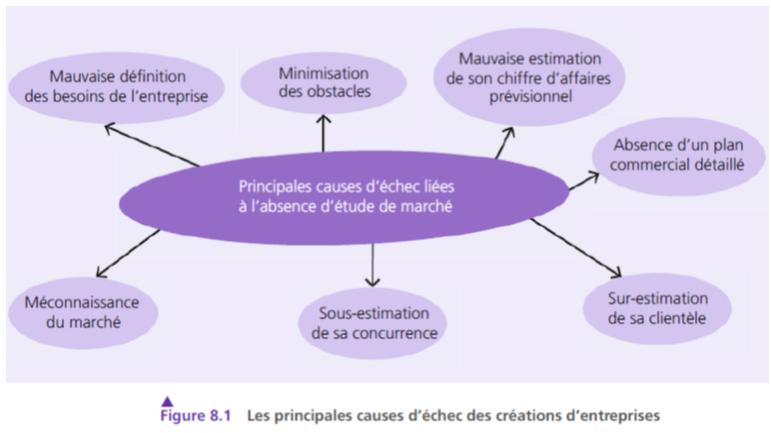 Mauvaise définition
des besoins de l'entreprise
Minimisation
des obstacles
Mauvaise estimation
de son chiffre d'affaires
prévisionnel
Absence d'un plan
commercial détaillé
Principales causes d'échec liées
à l'absence d'étude de marché
Méconnaissance
du marché
Sous-estimation
de sa concurrence
Sur-estimation
de sa clientèle
Figure 8.1 Les principales causes d'échec des créations d'entreprises